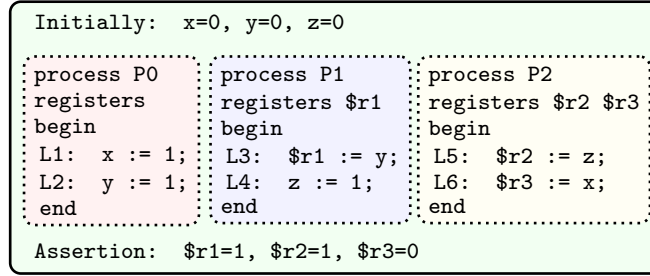 Initially: x=0, y=0, z=0
process P0
registers
begin
L1: x := 1;
L2: y := 1;
end
process P1
registers $r1
begin
L3: $r1 := y;
L4: z := 1;
end
process P2
registers $r2 $r3
begin
L5: $r2 := z;
L6: $r3 := x;
end
Assertion: $r1=1, $r2=1, $r3=0